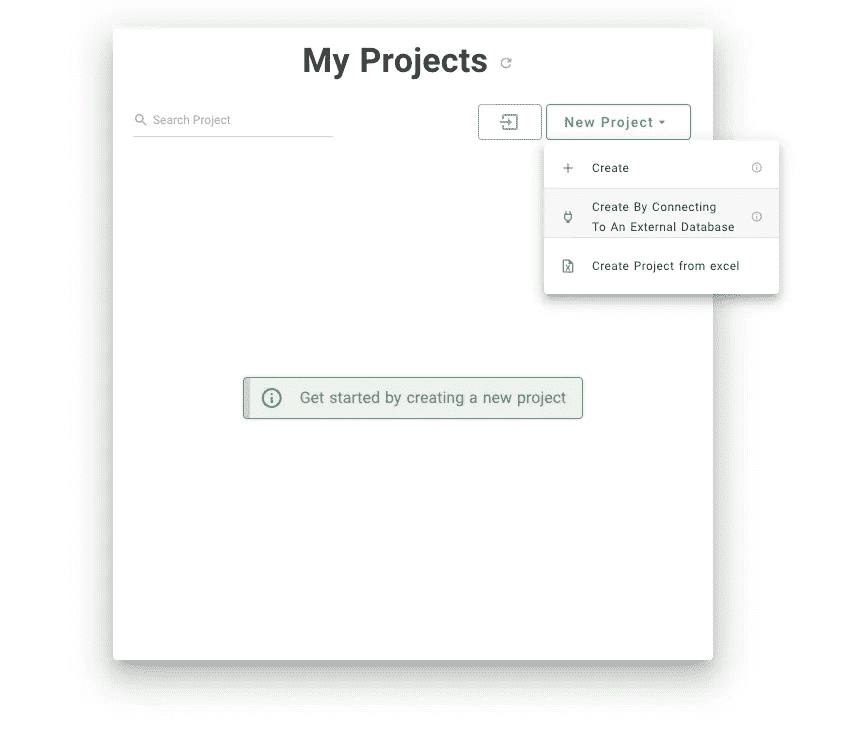 My Projects
Search Project
New Project
Create
Create By Connecting
To An External Database
Create Project from excel
Get started by creating a new project